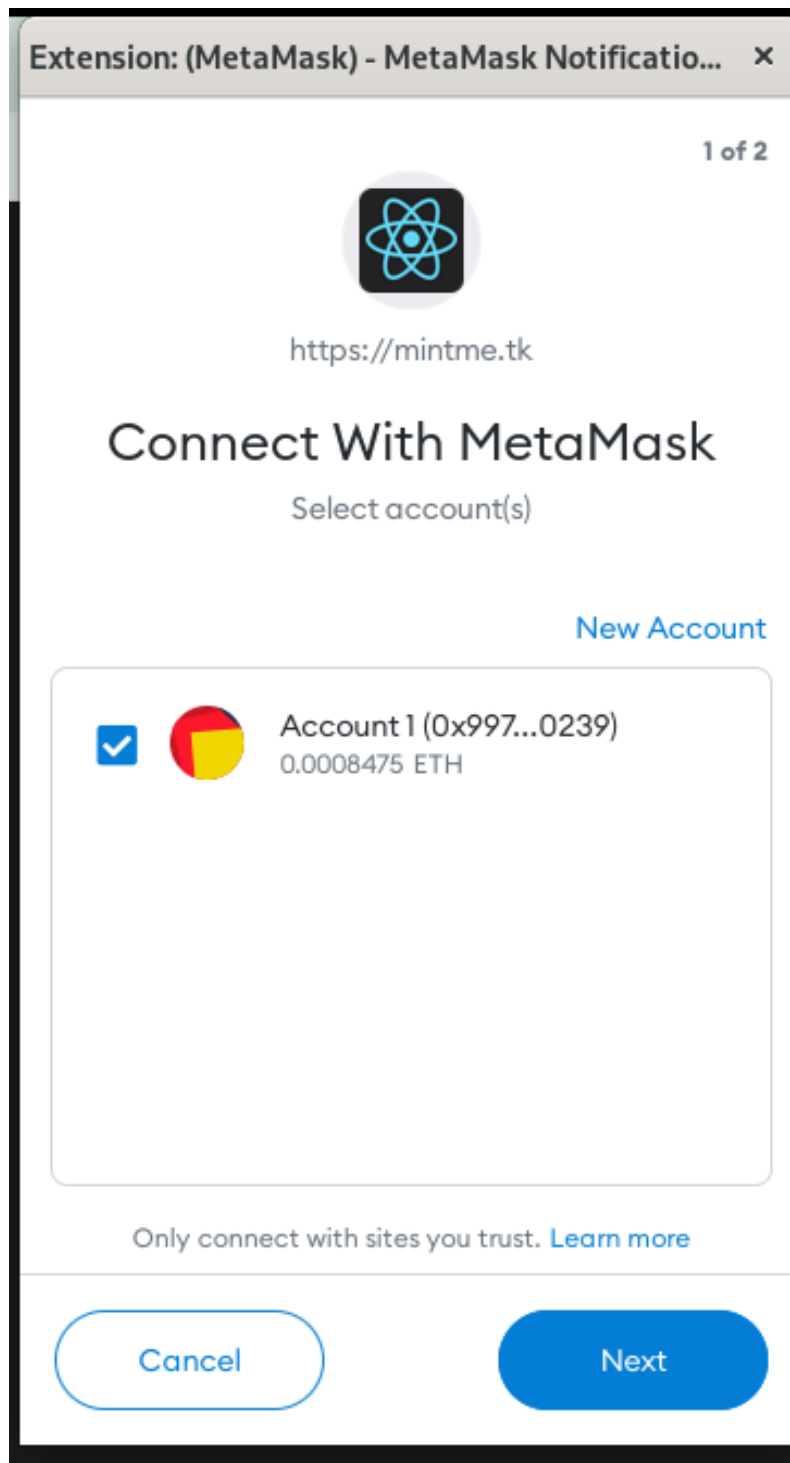 Extension: (MetaMask) - MetaMask Notificatio... ×
1 of 2
https://mintme.tk
Connect With MetaMask
Select account(s)
New Account
Account 1 (0x997...0239)
0.0008475 ETH
Only connect with sites you trust. Learn more
Cancel Next